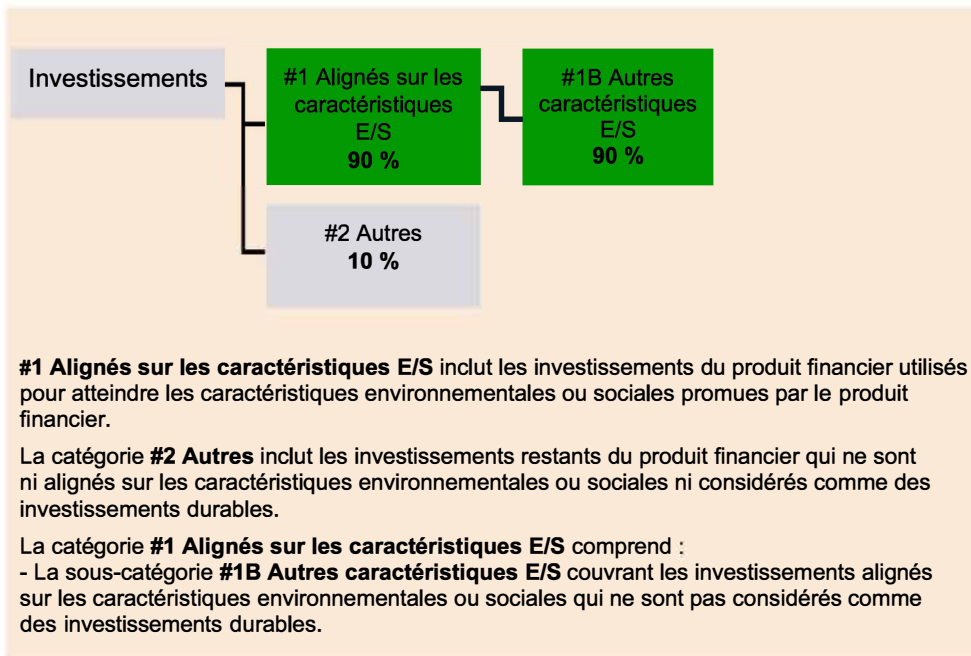 Investissements
#1 Alignés sur les
caractéristiques
E/S
90 %
#1B Autres
caractéristiques
E/S
90 %
#2 Autres
10 %
#1 Alignés sur les caractéristiques E/S inclut les investissements du produit financier utilisés
pour atteindre les caractéristiques environnementales ou sociales promues par le produit
financier.
La catégorie #2 Autres inclut les investissements restants du produit financier qui ne sont
ni alignés sur les caractéristiques environnementales ou sociales ni considérés comme des
investissements durables.
La catégorie #1 Alignés sur les caractéristiques E/S comprend :
- La sous-catégorie #1B Autres caractéristiques E/S couvrant les investissements alignés
sur les caractéristiques environnementales ou sociales qui ne sont pas considérés comme
des investissements durables.